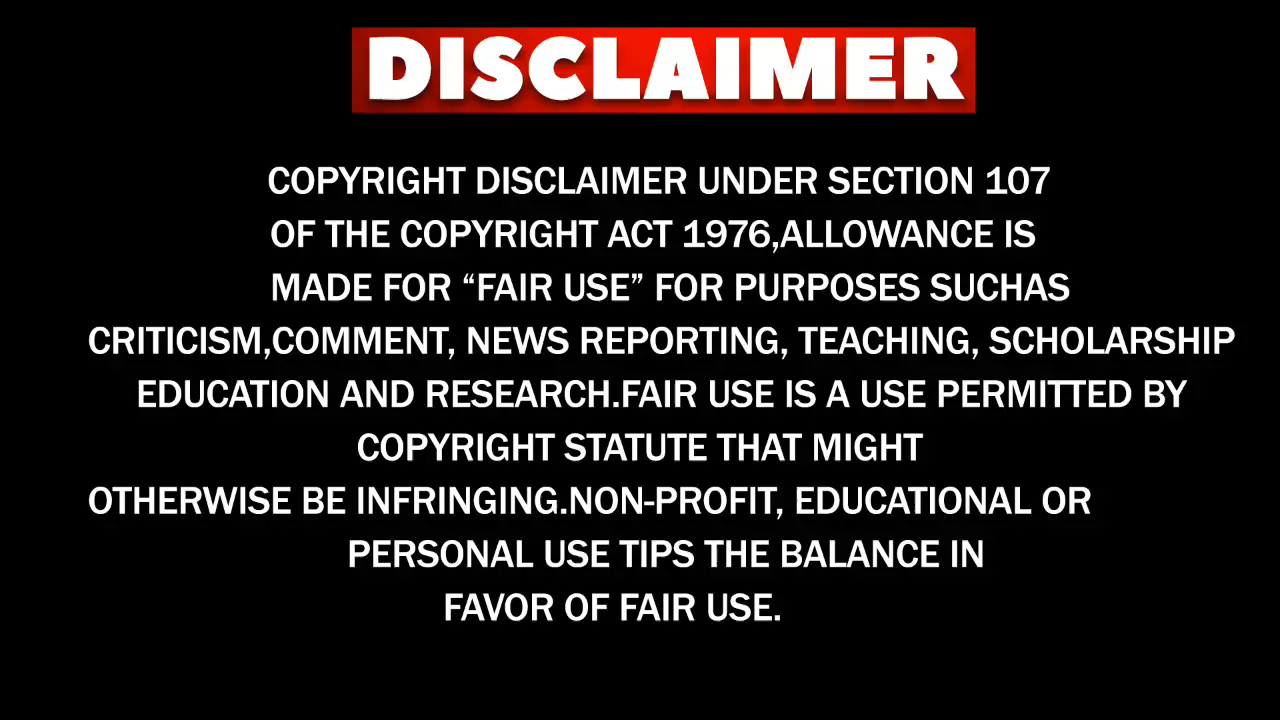 DISCLAIMER
COPYRIGHT DISCLAIMER UNDER SECTION 107
OF THE COPYRIGHT ACT 1976,ALLOWANCE IS
MADE FOR “FAIR USE” FOR PURPOSES SUCHAS
CRITICISM,COMMENT, NEWS REPORTING, TEACHING, SCHOLARSHIP
EDUCATION AND RESEARCH.FAIR USE IS A USE PERMITTED BY
COPYRIGHT STATUTE THAT MIGHT
OTHERWISE BE INFRINGING.NON-PROFIT, EDUCATIONAL OR
PERSONAL USE TIPS THE BALANCE IN
FAVOR OF FAIR USE.